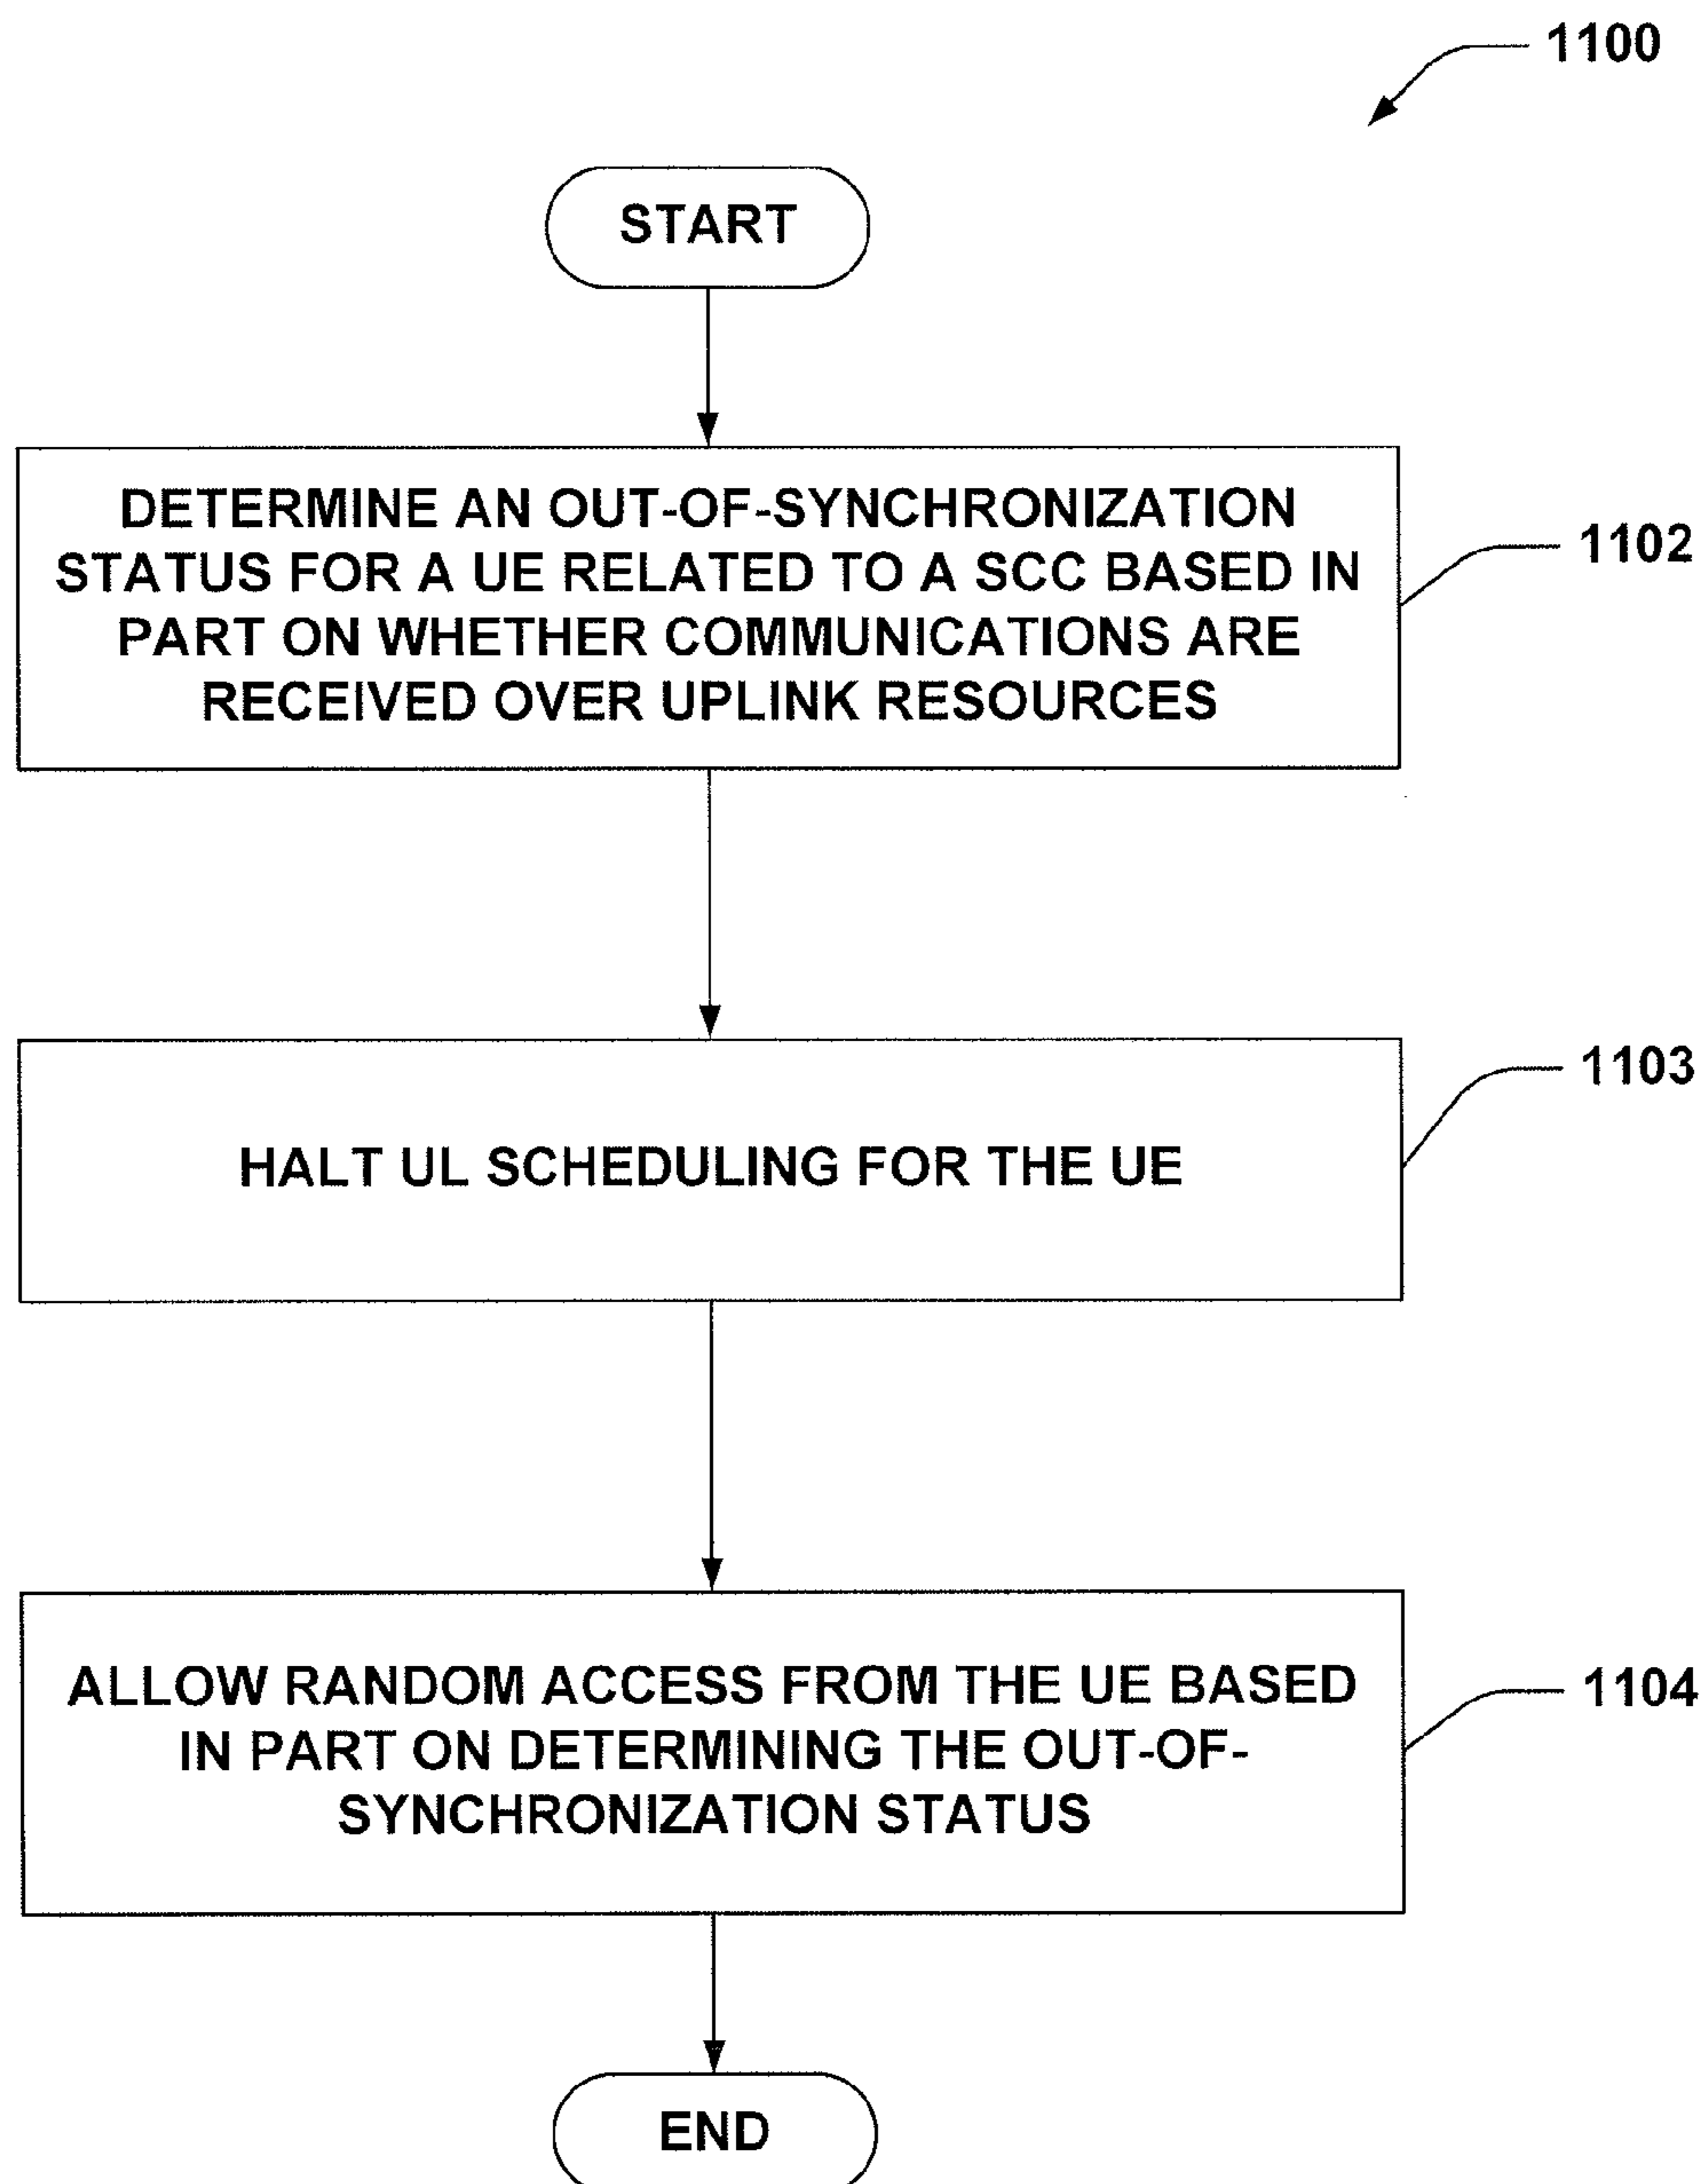 1100
START
DETERMINE AN OUT-OF-SYNCHRONIZATION
STATUS FOR A UE RELATED TO A SCC BASED IN
PART ON WHETHER COMMUNICATIONS ARE
RECEIVED OVER UPLINK RESOURCES
1102
HALT UL SCHEDULING FOR THE UE
1103
ALLOW RANDOM ACCESS FROM THE UE BASED
IN PART ON DETERMINING THE OUT-OF-
SYNCHRONIZATION STATUS
1104
END